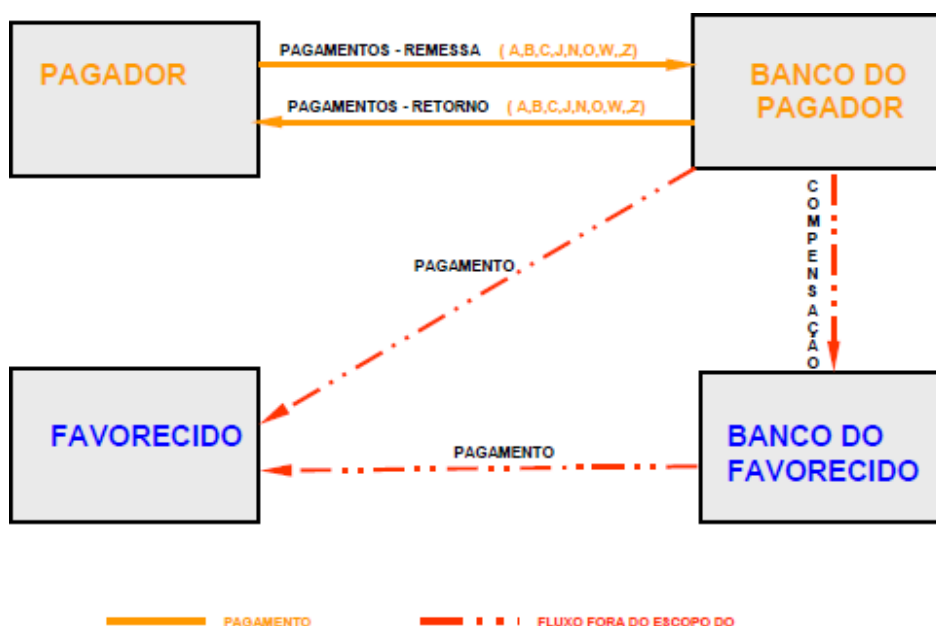 PAGAMENTOS - REMESSA ( A,B,C,J,N,O,W,,Z)
PAGADOR
BANCO DO
PAGADOR
PAGAMENTOS - RETORNO ( A,B,C,J,N,O,W,,Z)
COMPENSAÇÃO
PAGAMENTO
FAVORECIDO
PAGAMENTO
BANCO DO
FAVORECIDO
PAGAMENTO
FLUXO FORA DO ESCOPO DO